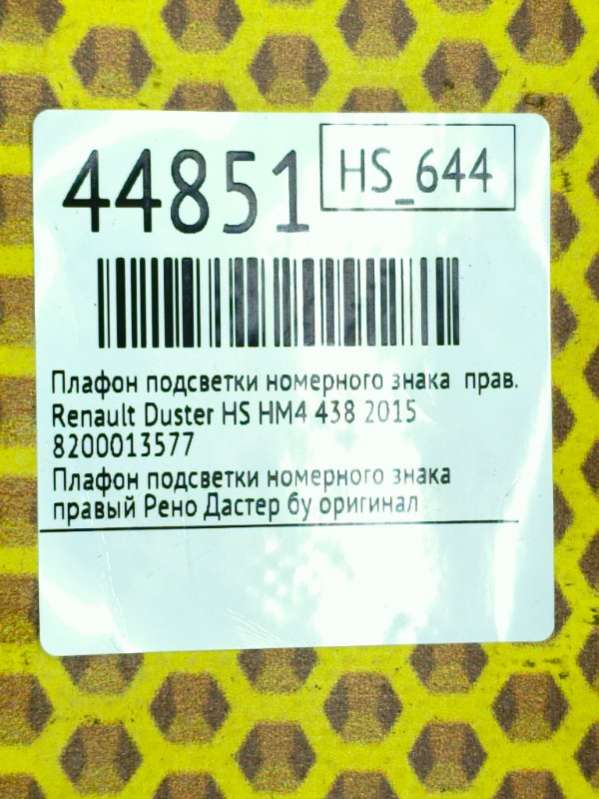 44851
HS_644
Плафон подсветки номерного знака прав.
Renault Duster HS HM4 438 2015
8200013577
Плафон подсветки номерного знака
правый Рено Дастер бу оригинал